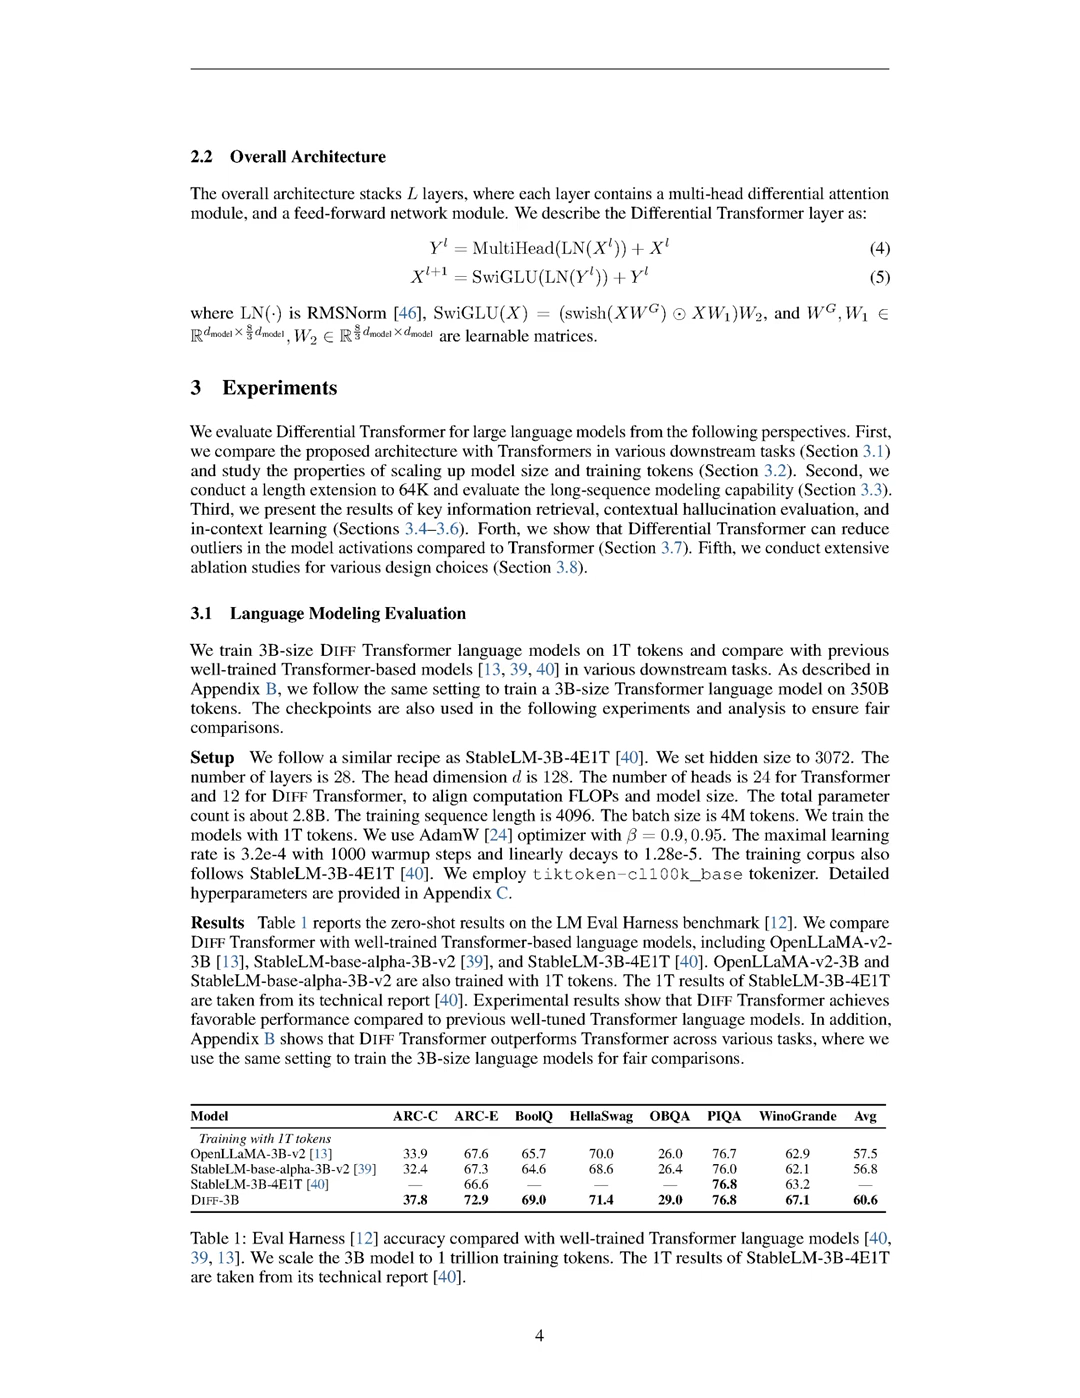 2.2 Overall Architecture
The overall architecture stacks L layers, where each layer contains a multi-head differential attention
module, and a feed-forward network module. We describe the Differential Transformer layer as:
Y^l = MultiHead(LN(X^l)) + X^l (4)
X^{l+1} = SwiGLU(LN(Y^l)) + Y^l (5)
where LN(·) is RMSNorm [46], SwiGLU(X) = (swish(XW^G) ⊙ XW_1)W_2, and W^G, W_1 ∈
ℝ^{d_model × 8/3 d_model}, W_2 ∈ ℝ^{8/3 d_model × d_model} are learnable matrices.
3 Experiments
We evaluate Differential Transformer for large language models from the following perspectives. First,
we compare the proposed architecture with Transformers in various downstream tasks (Section 3.1)
and study the properties of scaling up model size and training tokens (Section 3.2). Second, we
conduct a length extension to 64K and evaluate the long-sequence modeling capability (Section 3.3).
Third, we present the results of key information retrieval, contextual hallucination evaluation, and
in-context learning (Sections 3.4–3.6). Forth, we show that Differential Transformer can reduce
outliers in the model activations compared to Transformer (Section 3.7). Fifth, we conduct extensive
ablation studies for various design choices (Section 3.8).
3.1 Language Modeling Evaluation
We train 3B-size DIFF Transformer language models on 1T tokens and compare with previous
well-trained Transformer-based models [13, 39, 40] in various downstream tasks. As described in
Appendix B, we follow the same setting to train a 3B-size Transformer language model on 350B
tokens. The checkpoints are also used in the following experiments and analysis to ensure fair
comparisons.
Setup We follow a similar recipe as StableLM-3B-4E1T [40]. We set hidden size to 3072. The
number of layers is 28. The head dimension d is 128. The number of heads is 24 for Transformer
and 12 for DIFF Transformer, to align computation FLOPs and model size. The total parameter
count is about 2.8B. The training sequence length is 4096. The batch size is 4M tokens. We train the
models with 1T tokens. We use AdamW [24] optimizer with β = 0.9, 0.95. The maximal learning
rate is 3.2e-4 with 1000 warmup steps and linearly decays to 1.28e-5. The training corpus also
follows StableLM-3B-4E1T [40]. We employ tiktoken-cl100k_base tokenizer. Detailed
hyperparameters are provided in Appendix C.
Results Table 1 reports the zero-shot results on the LM Eval Harness benchmark [12]. We compare
DIFF Transformer with well-trained Transformer-based language models, including OpenLLaMA-v2-
3B [13], StableLM-base-alpha-3B-v2 [39], and StableLM-3B-4E1T [40]. OpenLLaMA-v2-3B and
StableLM-base-alpha-3B-v2 are also trained with 1T tokens. The 1T results of StableLM-3B-4E1T
are taken from its technical report [40]. Experimental results show that DIFF Transformer achieves
favorable performance compared to previous well-tuned Transformer language models. In addition,
Appendix B shows that DIFF Transformer outperforms Transformer across various tasks, where we
use the same setting to train the 3B-size language models for fair comparisons.
Model ARC-C ARC-E BoolQ HellaSwag OBQA PIQA WinoGrande Avg
Training with 1T tokens
OpenLLaMA-3B-v2 [13] 33.9 67.6 65.7 70.0 26.0 76.7 62.9 57.5
StableLM-base-alpha-3B-v2 [39] 32.4 67.3 64.6 68.6 26.4 76.0 62.1 56.8
StableLM-3B-4E1T [40] — 66.6 — — — 76.8 63.2 —
DIFF-3B 37.8 72.9 69.0 71.4 29.0 76.8 67.1 60.6
Table 1: Eval Harness [12] accuracy compared with well-trained Transformer language models [40,
39, 13]. We scale the 3B model to 1 trillion training tokens. The 1T results of StableLM-3B-4E1T
are taken from its technical report [40].
4